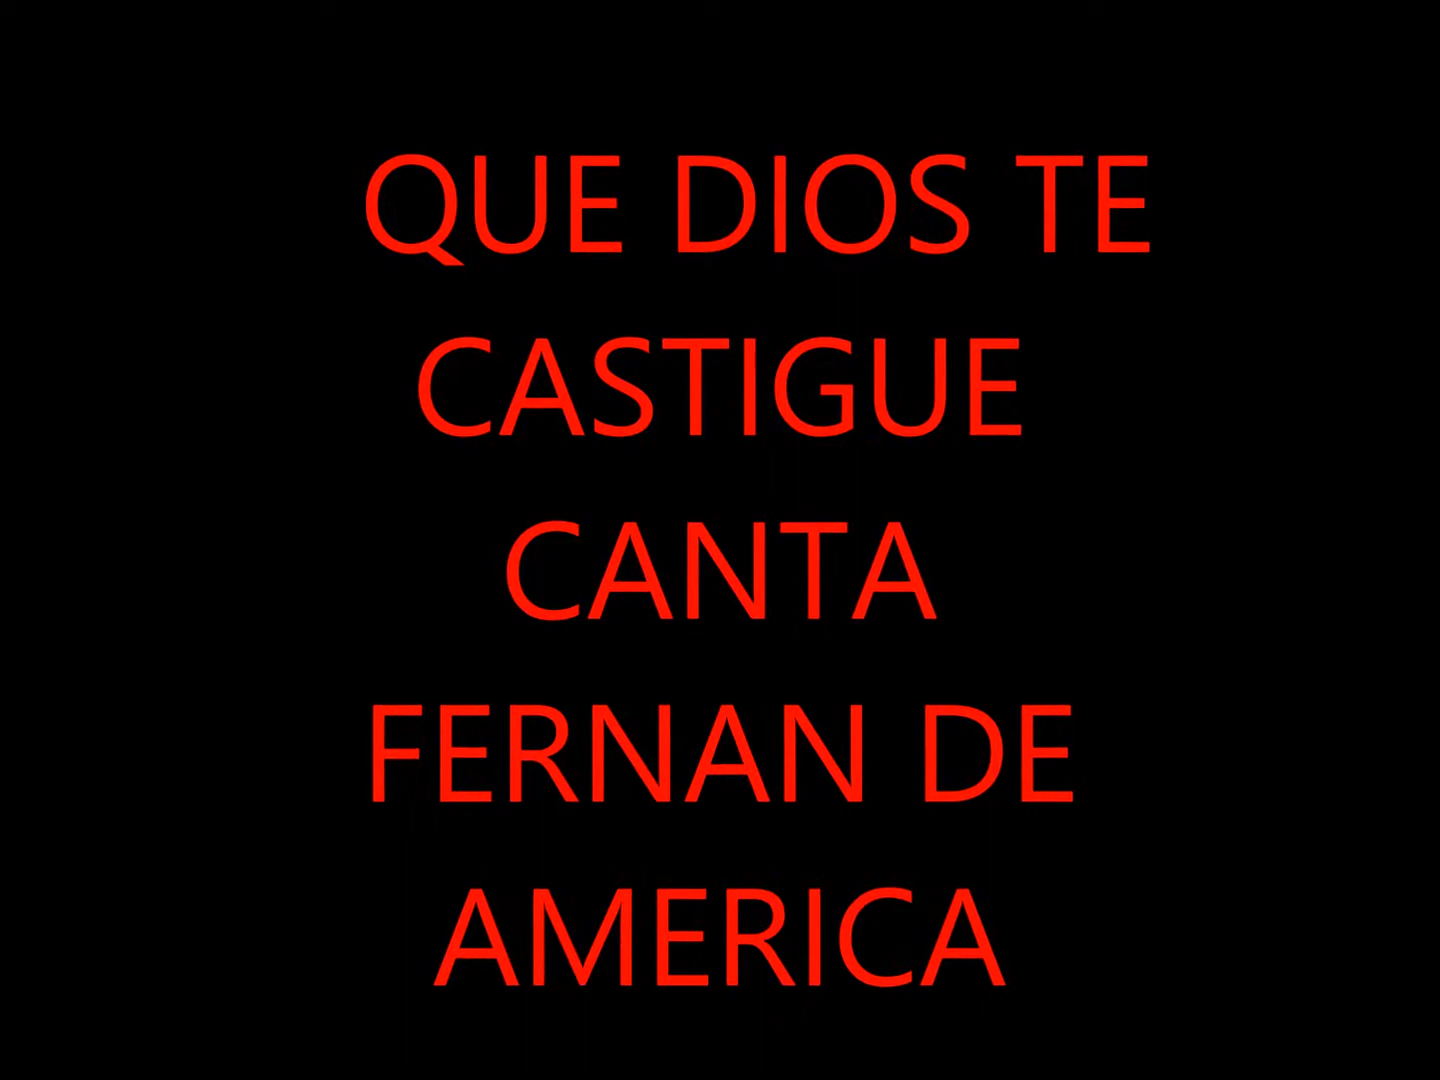 QUE DIOS TE
CASTIGUE
CANTA
FERNAN DE
AMERICA